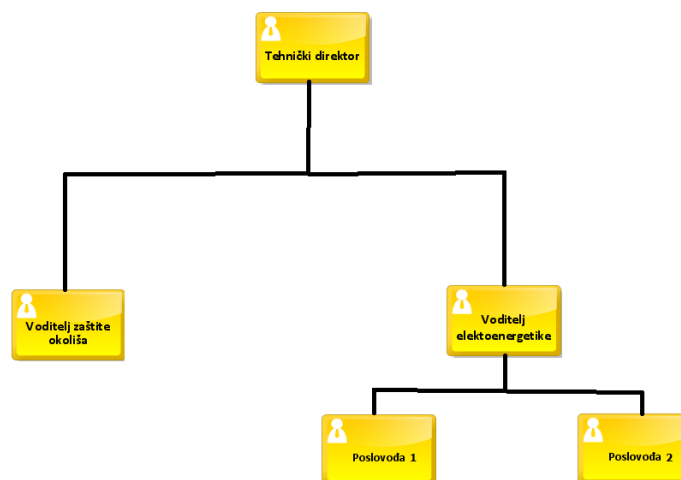 Tehnički direktor
Voditelj zaštite
okoliša
Voditelj
elektoenergetike
Poslovođa 1
Poslovođa 2